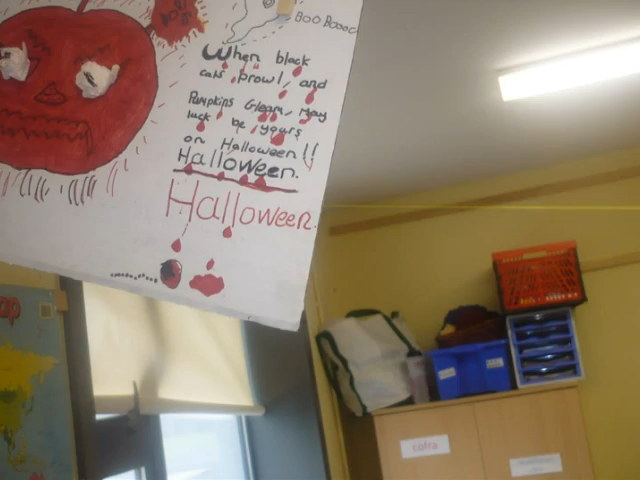 Boo Boooo
When black
cats prowl, and
Pumpkins Gleam, May
luck be yours
on Halloween!!
Halloween.
Halloween.